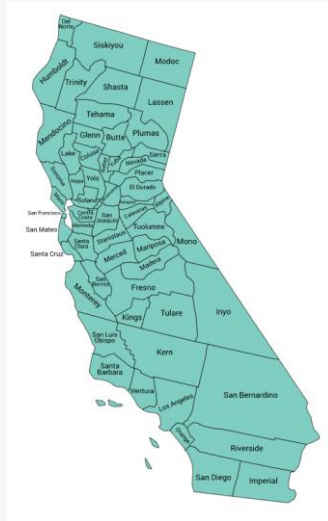 Del
Norte
Siskiyou
Modoc
Humboldt
Trinity
Shasta
Lassen
Tehama
Plumas
Mendocino
Glenn
Butte
Sierra
Nevada
Lake
Colusa
Yuba
Placer
Sonoma
Napa
Yolo
El Dorado
Alpine
Solano
Calaveras
San Francisco
Contra
Costa
San
Joaquin
Tuolumne
Mono
Alameda
San Mateo
Stanislaus
Mariposa
Santa
Clara
Santa Cruz
Merced
Madera
San
Benito
Fresno
Monterey
Inyo
Kings
Tulare
San Luis
Obispo
Kern
Santa
Barbara
San Bernardino
Ventura
Los Angeles
Orange
Riverside
San Diego
Imperial